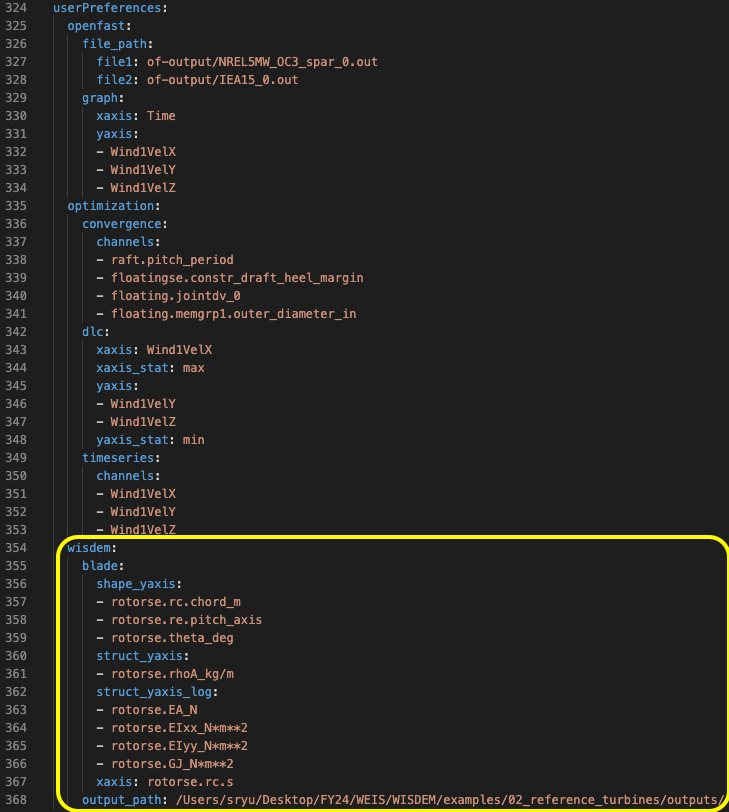 324 userPreferences:
325   openfast:
326     file_path:
327       file1: of-output/NREL5MW_OC3_spar_0.out
328       file2: of-output/IEA15_0.out
329     graph:
330       xaxis: Time
331       yaxis:
332       - Wind1VelX
333       - Wind1VelY
334       - Wind1VelZ
335   optimization:
336     convergence:
337       channels:
338       - raft.pitch_period
339       - floatingse.constr_draft_heel_margin
340       - floating.jointdv_0
341       - floating.memgrp1.outer_diameter_in
342     dlc:
343       xaxis: Wind1VelX
344       xaxis_stat: max
345       yaxis:
346       - Wind1VelY
347       - Wind1VelZ
348       yaxis_stat: min
349     timeseries:
350       channels:
351       - Wind1VelX
352       - Wind1VelY
353       - Wind1VelZ
354   wisdem:
355     blade:
356       shape_yaxis:
357       - rotorse.rc.chord_m
358       - rotorse.re.pitch_axis
359       - rotorse.theta_deg
360       struct_yaxis:
361       - rotorse.rhoA_kg/m
362       struct_yaxis_log:
363       - rotorse.EA_N
364       - rotorse.EIxx_N*m**2
365       - rotorse.EIyy_N*m**2
366       - rotorse.GJ_N*m**2
367       xaxis: rotorse.rc.s
368     output_path: /Users/sryu/Desktop/FY24/WEIS/WISDEM/examples/02_reference_turbines/outputs/